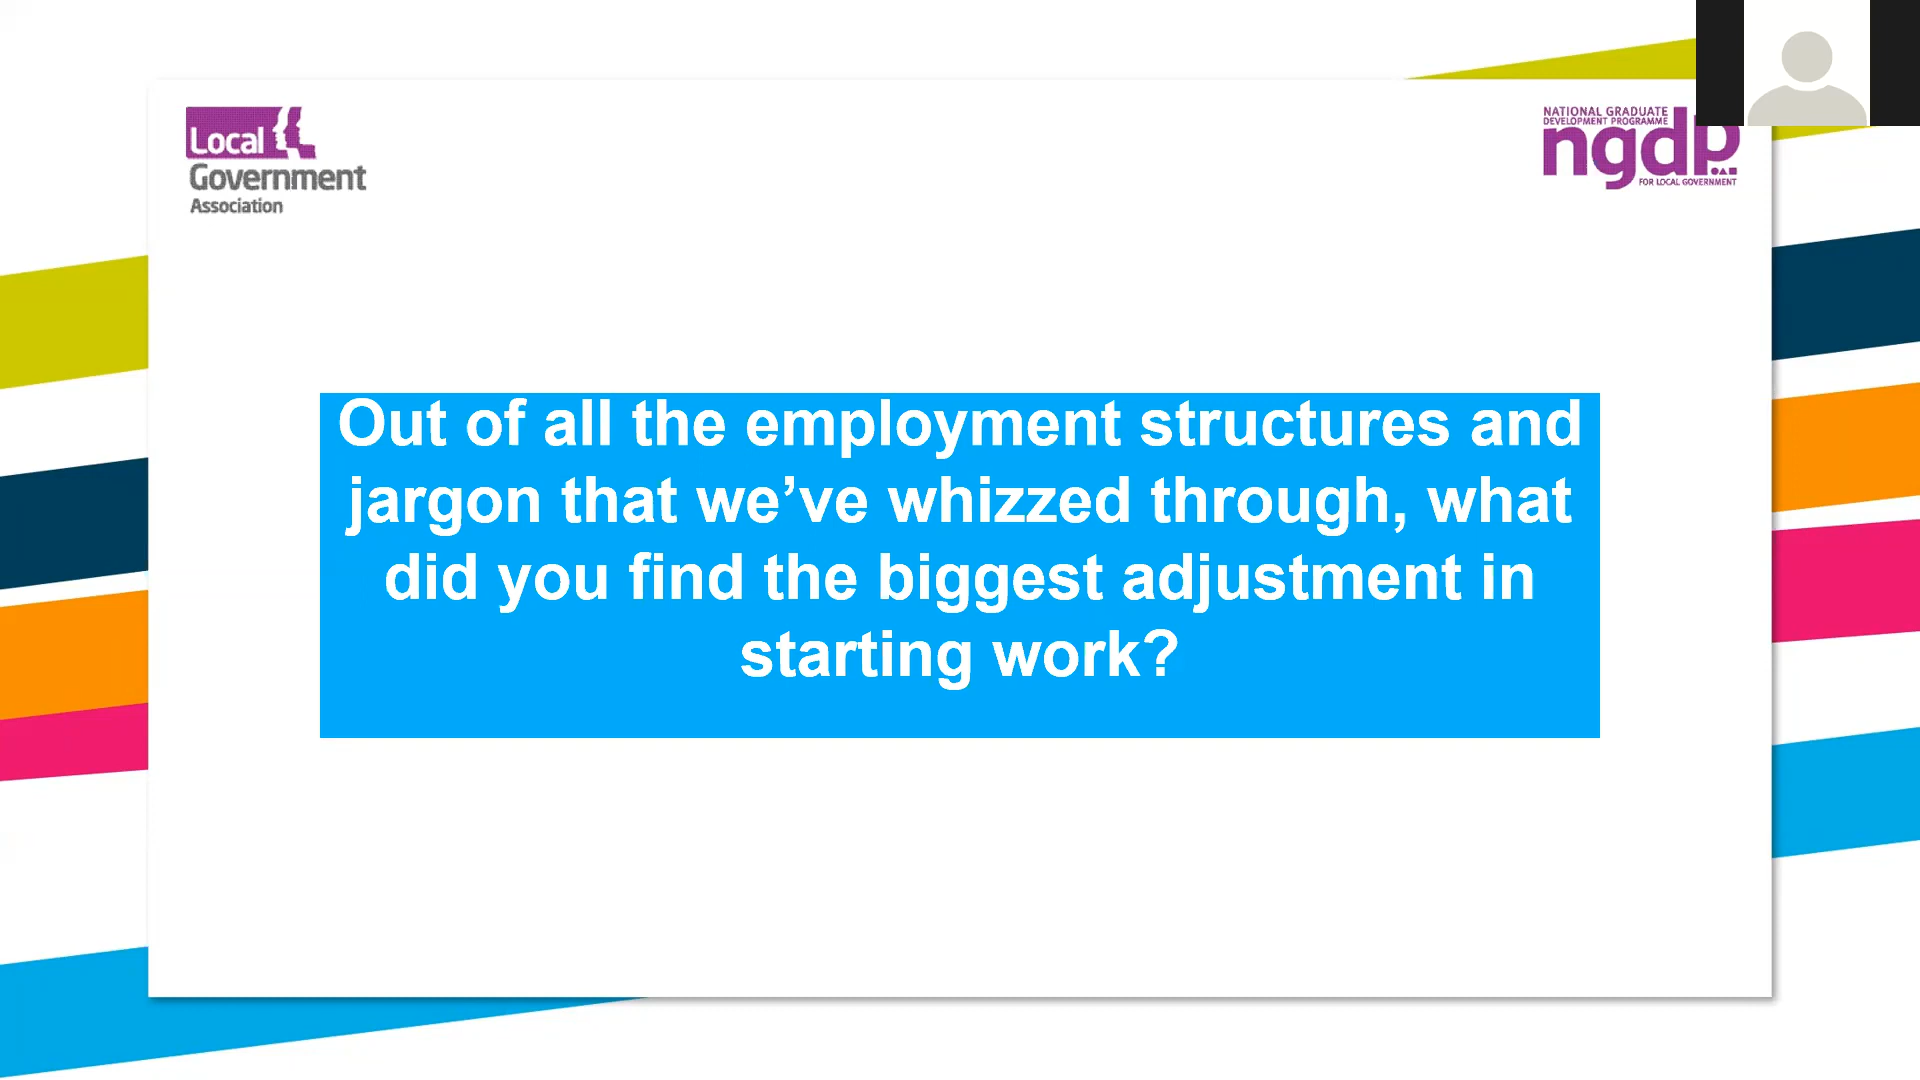 Local
Government
Association
NATIONAL GRADUATE
DEVELOPMENT PROGRAMME
ngdp
FOR LOCAL GOVERNMENT
Out of all the employment structures and
jargon that we’ve whizzed through, what
did you find the biggest adjustment in
starting work?